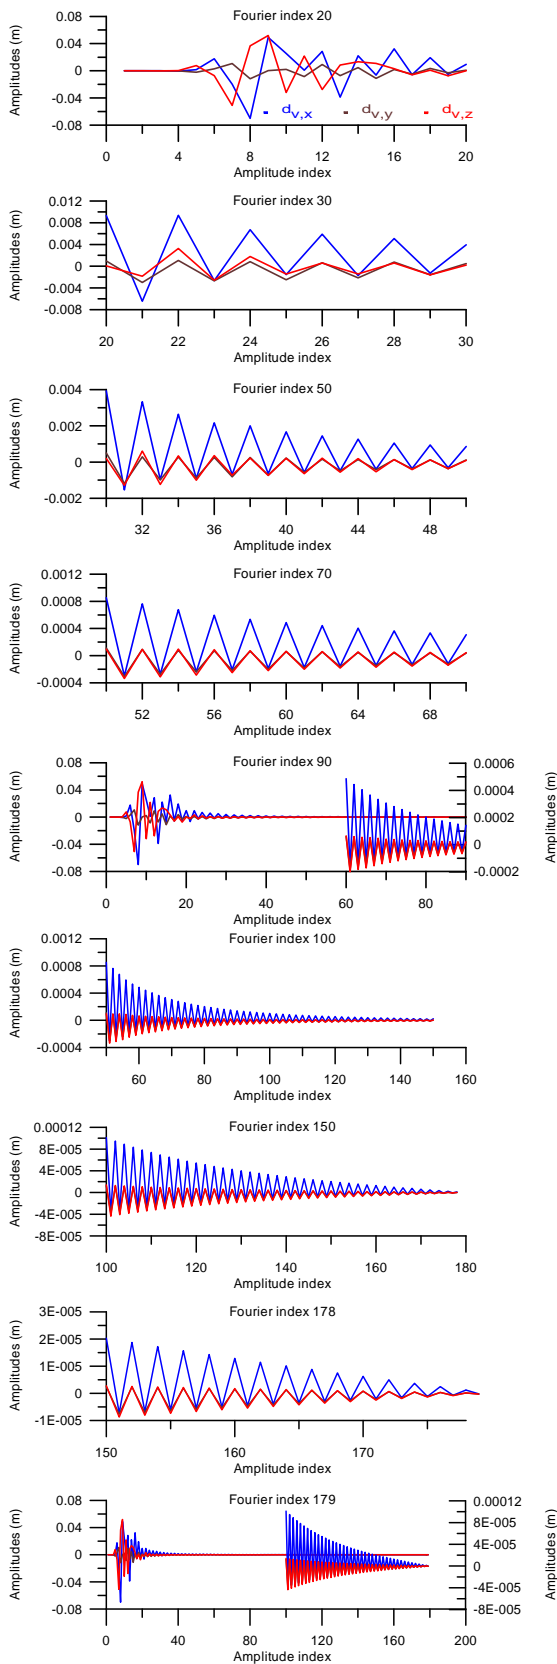 Fourier index 20
Amplitudes (m)
0.08
0.04
0
-0.04
-0.08
d_v,x d_v,y d_v,z
0 4 8 12 16 20
Amplitude index
Fourier index 30
Amplitudes (m)
0.012
0.008
0.004
0
-0.004
-0.008
20 22 24 26 28 30
Amplitude index
Fourier index 50
Amplitudes (m)
0.004
0.002
0
-0.002
32 36 40 44 48
Amplitude index
Fourier index 70
Amplitudes (m)
0.0012
0.0008
0.0004
0
-0.0004
52 56 60 64 68
Amplitude index
Fourier index 90
Amplitudes (m)
0.08
0.04
0.00
-0.04
-0.08
0.0006
0.0004
0.0002
0
-0.0002
Amplitudes (m)
0 20 40 60 80
Amplitude index
Fourier index 100
Amplitudes (m)
0.0012
0.0008
0.0004
0
-0.0004
60 80 100 120 140 160
Amplitude index
Fourier index 150
Amplitudes (m)
0.00012
8E-005
4E-005
0
-4E-005
-8E-005
100 120 140 160 180
Amplitude index
Fourier index 178
Amplitudes (m)
3E-005
2E-005
1E-005
0
-1E-005
150 160 170
Amplitude index
Fourier index 179
Amplitudes (m)
0.08
0.04
0
-0.04
-0.08
0.00012
8E-005
4E-005
0
-4E-005
-8E-005
Amplitudes (m)
0 40 80 120 160 200
Amplitude index